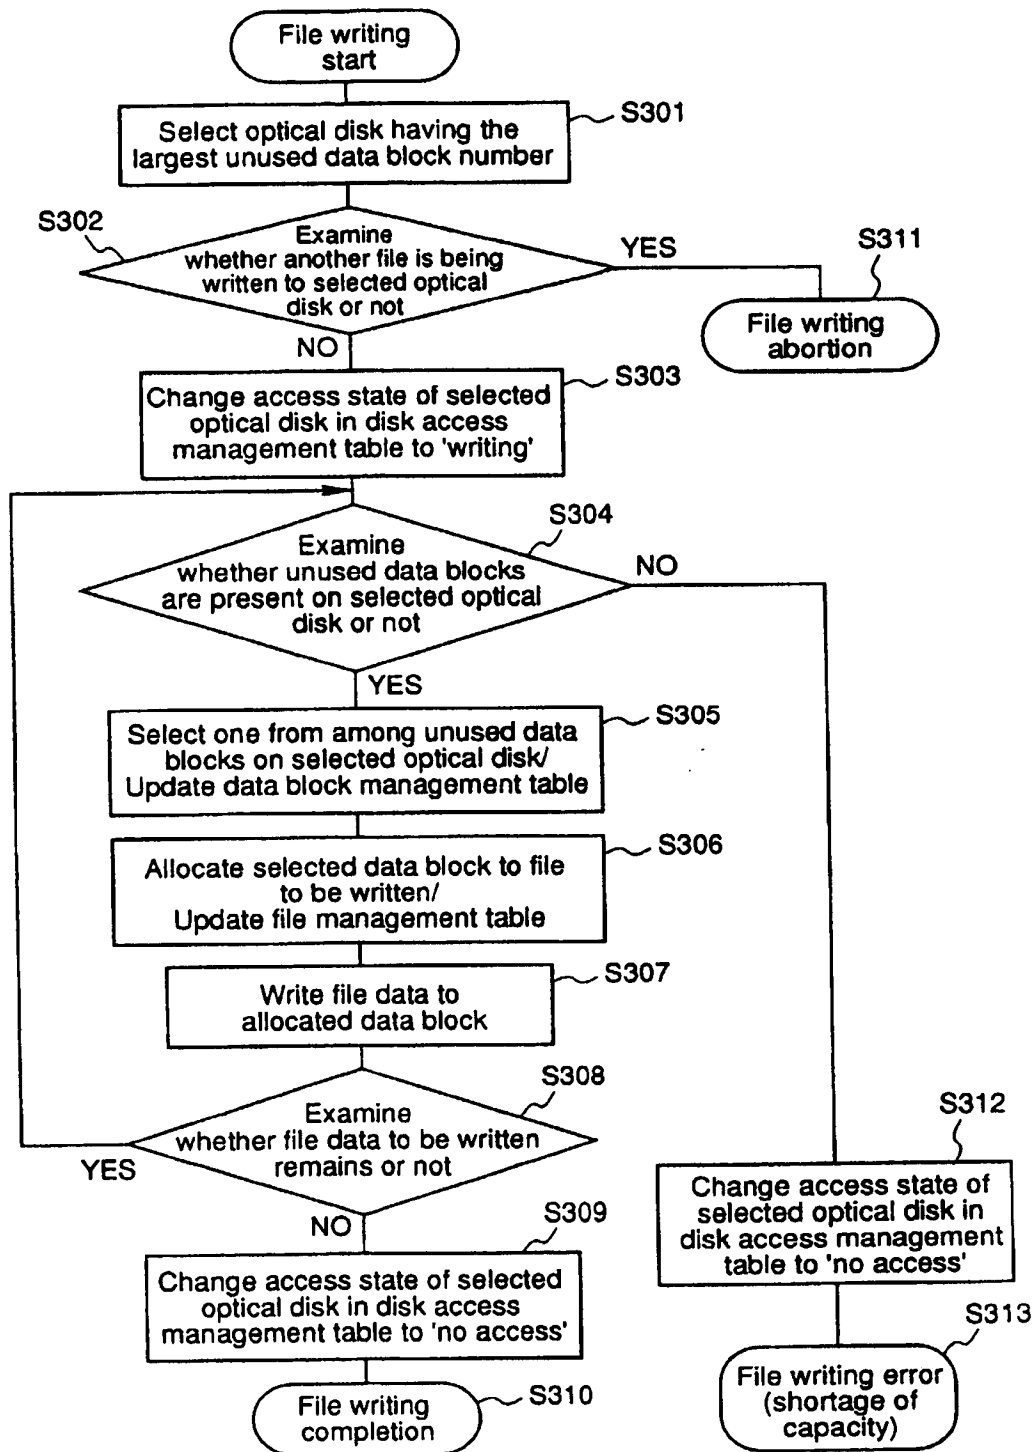 File writing
start
S301
Select optical disk having the
largest unused data block number
S302
Examine
whether another file is being
written to selected optical
disk or not
YES
S311
File writing
abortion
NO
S303
Change access state of selected
optical disk in disk access
management table to 'writing'
S304
Examine
whether unused data blocks
are present on selected optical
disk or not
NO
YES
S305
Select one from among unused data
blocks on selected optical disk/
Update data block management table
S306
Allocate selected data block to file
to be written/
Update file management table
S307
Write file data to
allocated data block
S308
Examine
whether file data to be written
remains or not
YES
NO
S309
Change access state of selected
optical disk in disk access
management table to 'no access'
S310
File writing
completion
S312
Change access state of
selected optical disk in
disk access management
table to 'no access'
S313
File writing error
(shortage of
capacity)